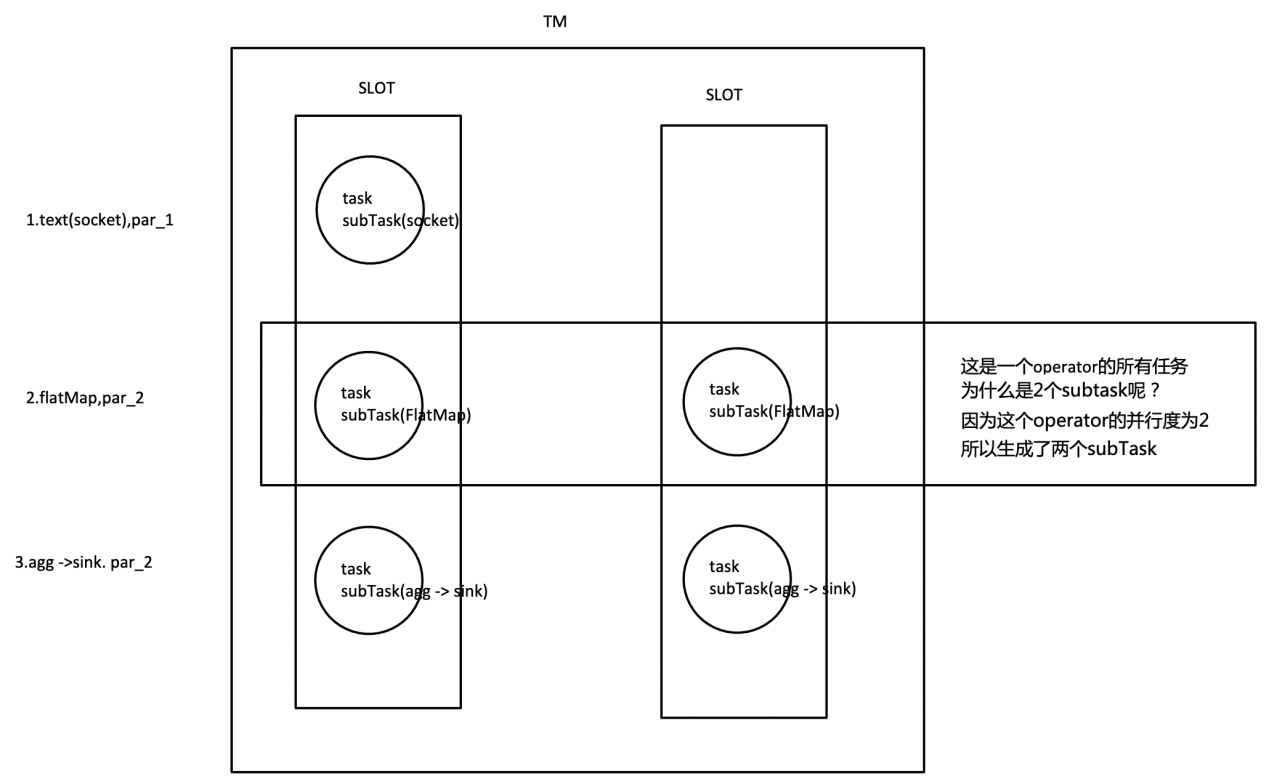 TM
SLOT
SLOT
1.text(socket),par_1
task
subTask(socket)
2.flatMap,par_2
task
subTask(FlatMap)
task
subTask(FlatMap)
这是一个operator的所有任务
为什么是2个subtask呢？
因为这个operator的并行度为2
所以生成了两个subTask
3.agg ->sink. par_2
task
subTask(agg -> sink)
task
subTask(agg -> sink)